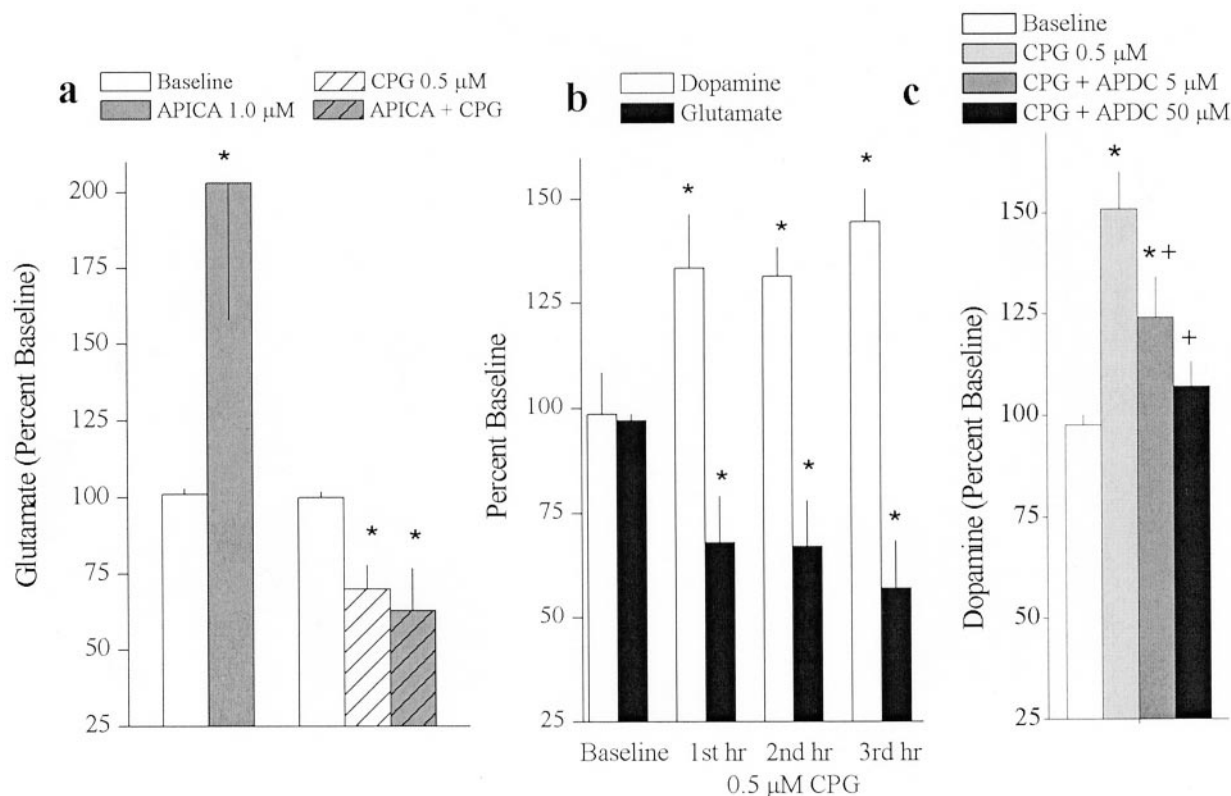 a
Baseline
CPG 0.5 μM
APICA 1.0 μM
APICA + CPG
Glutamate (Percent Baseline)
200
175
150
125
100
75
50
25
*
*
*
b
Dopamine
Glutamate
Percent Baseline
150
125
100
75
50
25
*
*
*
*
*
*
Baseline
1st hr
2nd hr
3rd hr
0.5 μM CPG
c
Baseline
CPG 0.5 μM
CPG + APDC 5 μM
CPG + APDC 50 μM
Dopamine (Percent Baseline)
150
125
100
75
50
25
*
*+
+